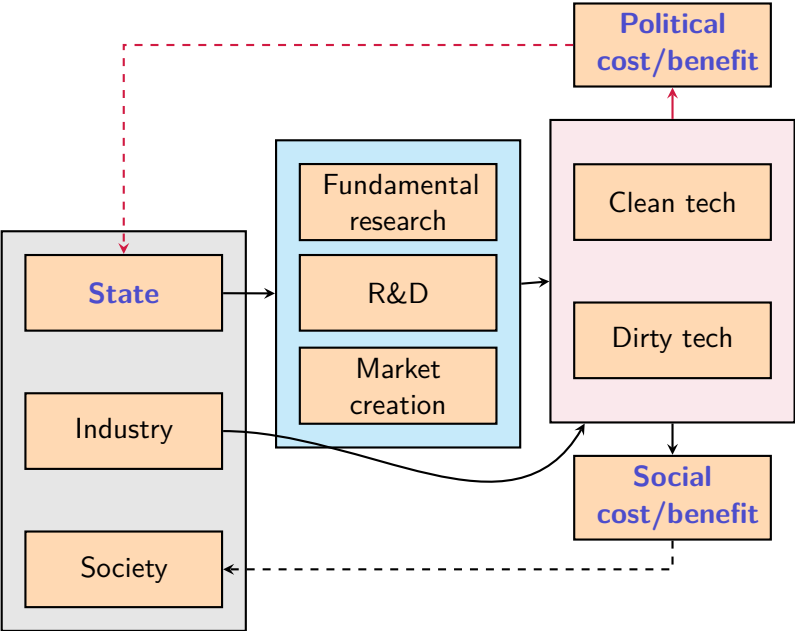 Political
cost/benefit
Fundamental
research
Clean tech
State
R&D
Dirty tech
Market
creation
Industry
Social
cost/benefit
Society